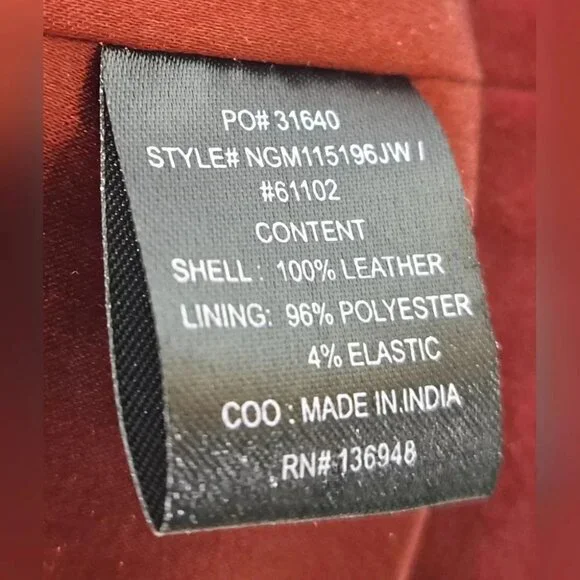 PO# 31640
STYLE# NGM115196JW /
#61102
CONTENT
SHELL : 100% LEATHER
LINING: 96% POLYESTER
4% ELASTIC
COO : MADE IN.INDIA
RN# 136948